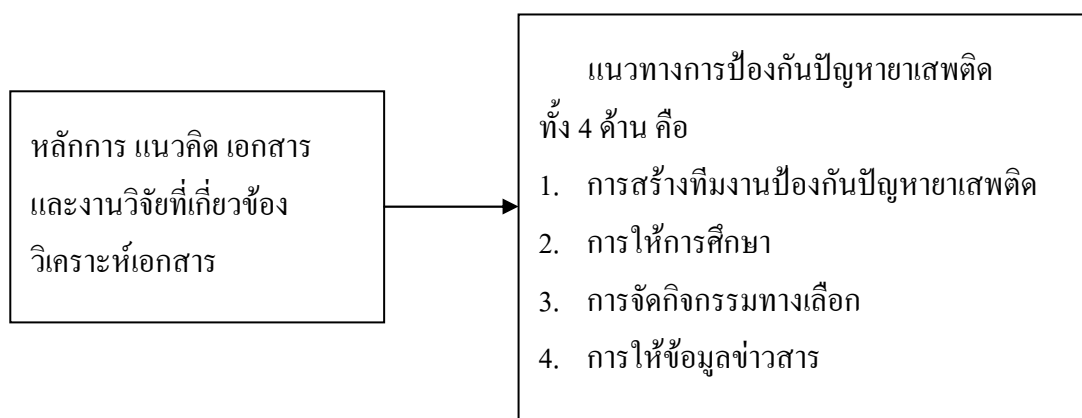 หลักการ แนวคิด เอกสาร
และงานวิจัยที่เกี่ยวข้อง
วิเคราะห์เอกสาร
แนวทางการป้องกันปัญหายาเสพติด
ทั้ง 4 ด้าน คือ
1. การสร้างทีมงานป้องกันปัญหายาเสพติด
2. การให้การศึกษา
3. การจัดกิจกรรมทางเลือก
4. การให้ข้อมูลข่าวสาร